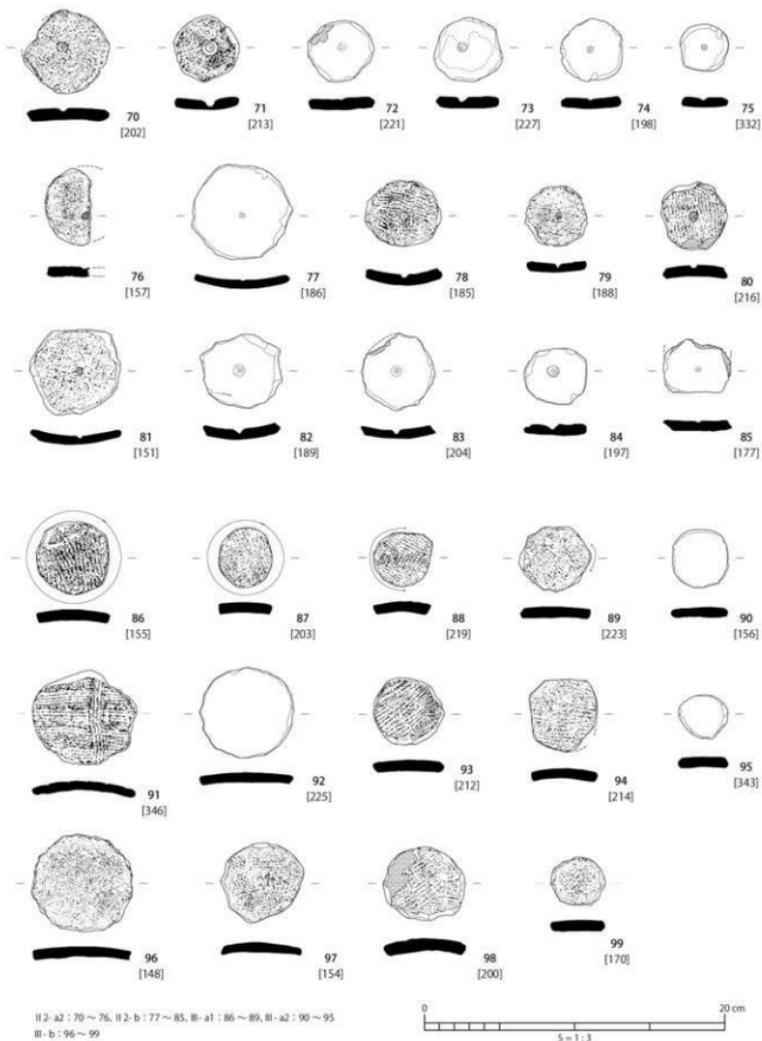 70 71 72 73 74 75
[202] [213] [221] [227] [198] [332]
76 77 78 79 80
[157] [186] [185] [188] [216]
81 82 83 84 85
[151] [189] [204] [197] [177]
86 87 88 89 90
[155] [203] [219] [223] [156]
91 92 93 94 95
[346] [225] [212] [214] [343]
96 97 98 99
[148] [154] [200] [170]
0 20 cm
S = 1 : 3
II 2- a2：70 ～ 76、II 2- b：77 ～ 85、III- a1：86 ～ 89、III- a2：90 ～ 95
III- b：96 ～ 99